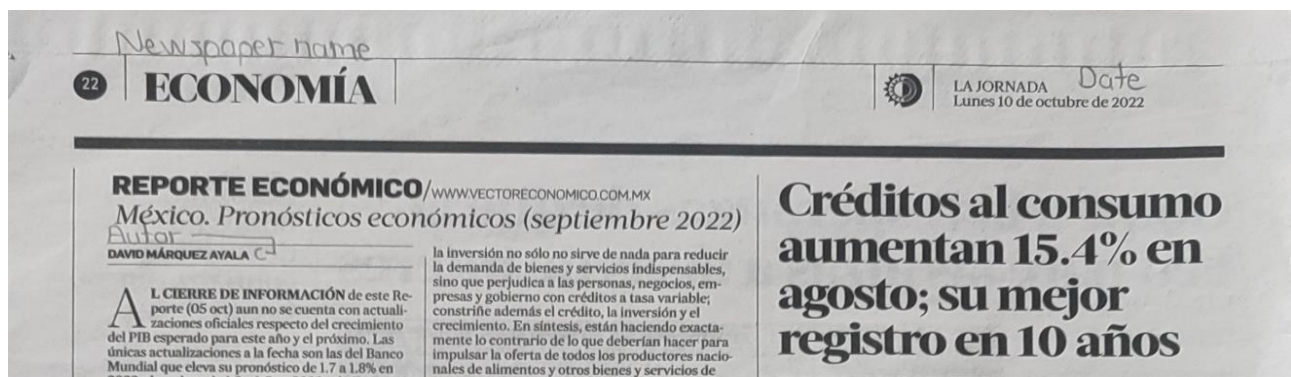 Newspaper name
22 ECONOMÍA
LA JORNADA Date
Lunes 10 de octubre de 2022
REPORTE ECONÓMICO/WWW.VECTORECONOMICO.COM.MX
México. Pronósticos económicos (septiembre 2022)
Autor
DAVID MÁRQUEZ AYALA
AL CIERRE DE INFORMACIÓN de este Re-
porte (05 oct) aun no se cuenta con actuali-
zaciones oficiales respecto del crecimiento
del PIB esperado para este año y el próximo. Las
únicas actualizaciones a la fecha son las del Banco
Mundial que eleva su pronóstico de 1.7 a 1.8% en
la inversión no sólo no sirve de nada para reducir
la demanda de bienes y servicios indispensables,
sino que perjudica a las personas, negocios, em-
presas y gobierno con créditos a tasa variable;
constriñe además el crédito, la inversión y el
crecimiento. En síntesis, están haciendo exacta-
mente lo contrario de lo que deberían hacer para
impulsar la oferta de todos los productores nacio-
nales de alimentos y otros bienes y servicios de
Créditos al consumo
aumentan 15.4% en
agosto; su mejor
registro en 10 años